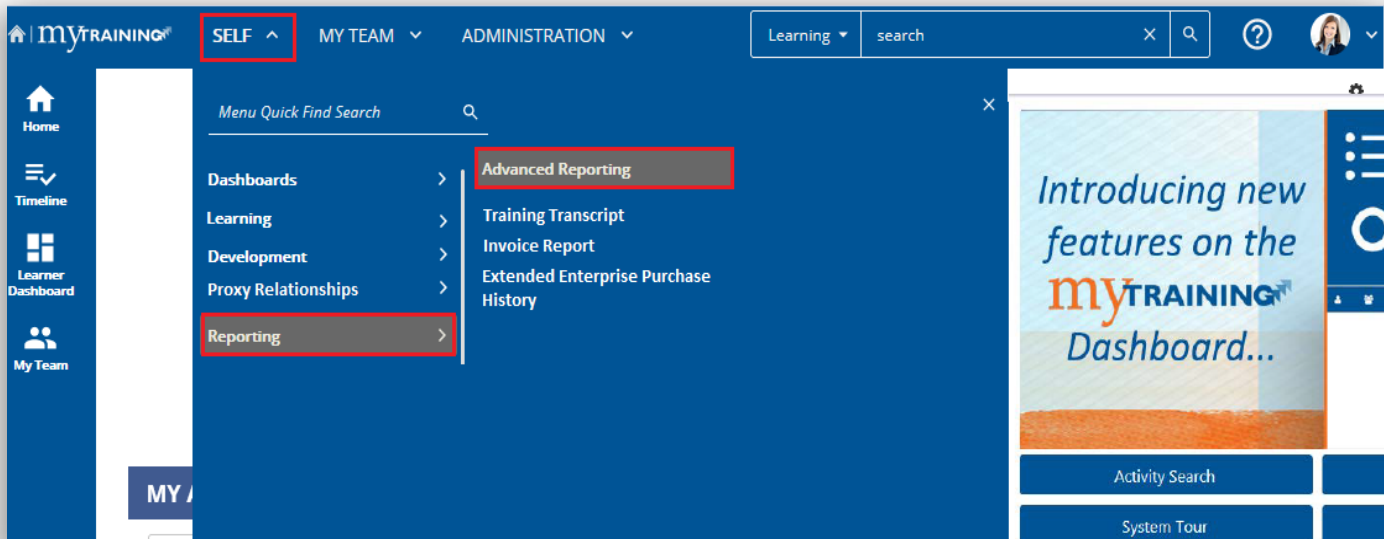 myTRAINING SELF MY TEAM ADMINISTRATION Learning search
Home
Timeline
Learner
Dashboard
My Team
Menu Quick Find Search
Dashboards
Learning
Development
Proxy Relationships
Reporting
Advanced Reporting
Training Transcript
Invoice Report
Extended Enterprise Purchase
History
MY
Introducing new
features on the
myTRAINING
Dashboard...
Activity Search
System Tour